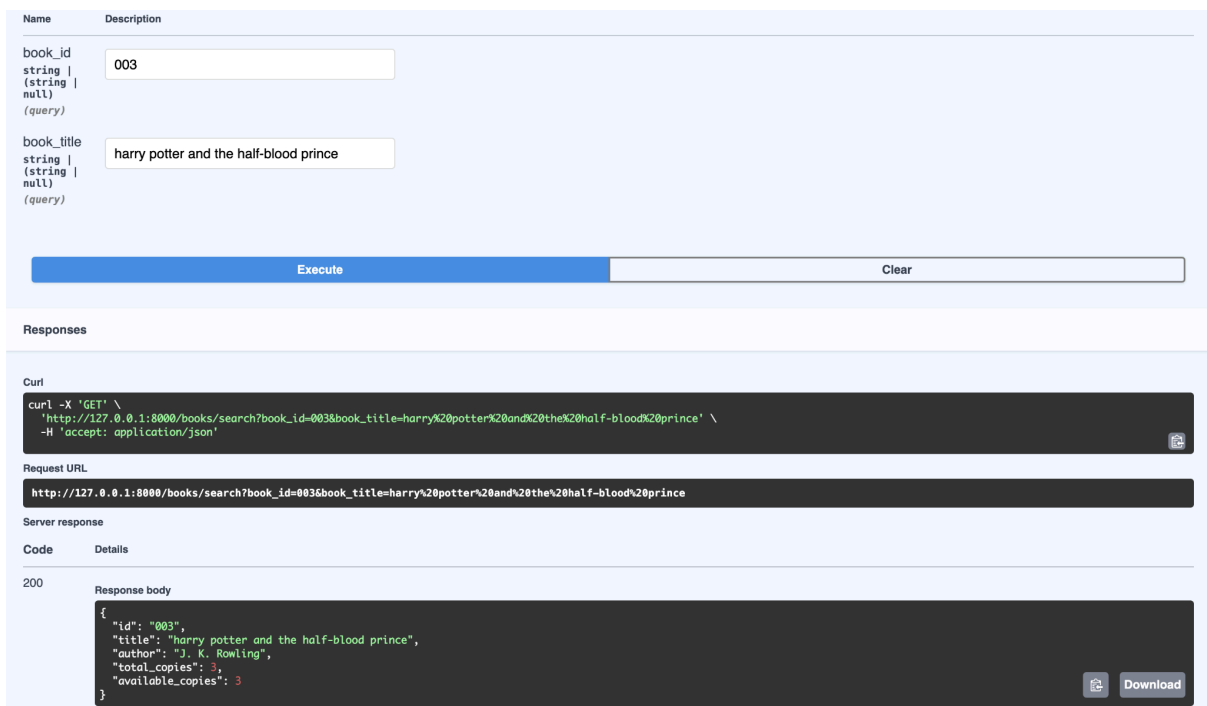 Name Description
book_id
string |
(string |
null)
(query)
003
book_title
string |
(string |
null)
(query)
harry potter and the half-blood prince
Execute Clear
Responses
Curl
curl -X 'GET' \
  'http://127.0.0.1:8000/books/search?book_id=003&book_title=harry%20potter%20and%20the%20half-blood%20prince' \
  -H 'accept: application/json'
Request URL
http://127.0.0.1:8000/books/search?book_id=003&book_title=harry%20potter%20and%20the%20half-blood%20prince
Server response
Code Details
200
Response body
{
  "id": "003",
  "title": "harry potter and the half-blood prince",
  "author": "J. K. Rowling",
  "total_copies": 3,
  "available_copies": 3
}
Download